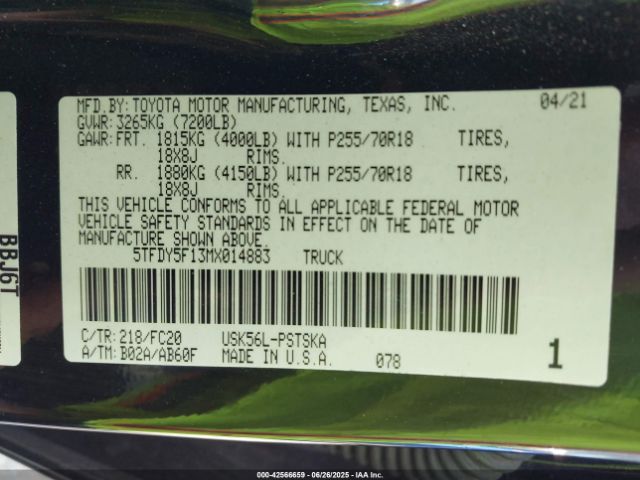 MFD.BY:TOYOTA MOTOR MANUFACTURING, TEXAS, INC. 04/21
GVWR:3265KG (7200LB)
GAWR:FRT. 1815KG (4000LB) WITH P255/70R18 TIRES,
18X8J RIMS.
RR. 1880KG (4150LB) WITH P255/70R18 TIRES,
18X8J RIMS.
THIS VEHICLE CONFORMS TO ALL APPLICABLE FEDERAL MOTOR
VEHICLE SAFETY STANDARDS IN EFFECT ON THE DATE OF
MANUFACTURE SHOWN ABOVE.
5TFDY5F13MX014883 TRUCK
C/TR:218/FC20 USK56L-PSTSKA
A/TM:B02A/AB60F MADE IN U.S.A. 078 1
BBJ6T
000-42566659 - 06/26/2025 - IAAI.COM